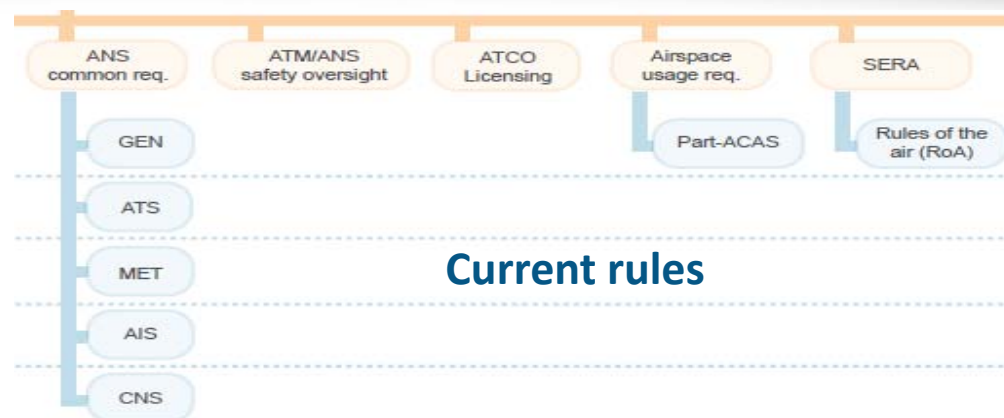 ANS
common req.
ATM/ANS
safety oversight
ATCO
Licensing
Airspace
usage req.
SERA
GEN
Part-ACAS
Rules of the
air (RoA)
ATS
MET
Current rules
AIS
CNS